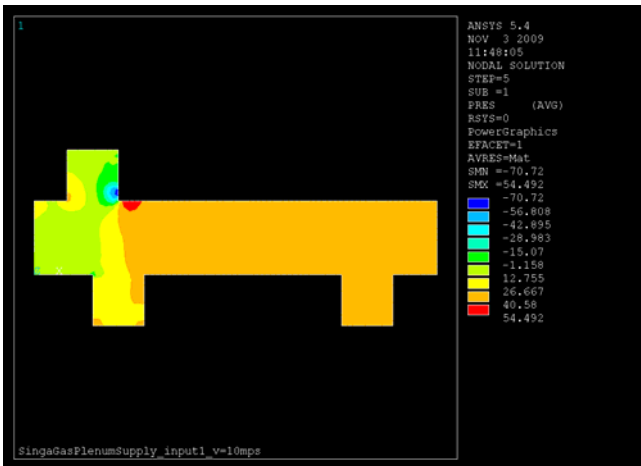 1
ANSYS 5.4
NOV 3 2009
11:48:05
NODAL SOLUTION
STEP=5
SUB =1
PRES (AVG)
RSYS=0
PowerGraphics
EFACET=1
AVRES=Mat
SMN =-70.72
SMX =54.492
-70.72
-56.808
-42.895
-28.983
-15.07
-1.158
12.755
26.667
40.58
54.492
X
SingaGasPlenumSupply_input1_v=10mps